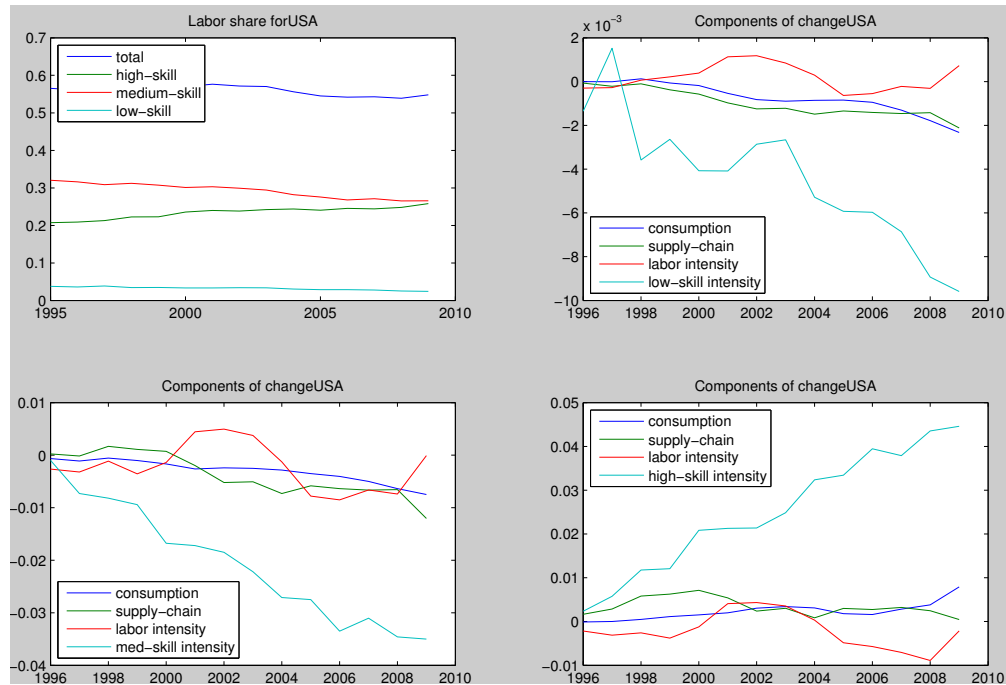 Labor share forUSA
0.7
0.6
0.5
0.4
0.3
0.2
0.1
0
total
high−skill
medium−skill
low−skill
1995 2000 2005 2010
Components of changeUSA
x 10⁻³
2
0
−2
−4
−6
−8
−10
consumption
supply−chain
labor intensity
low−skill intensity
1996 1998 2000 2002 2004 2006 2008 2010
Components of changeUSA
0.01
0
−0.01
−0.02
−0.03
−0.04
consumption
supply−chain
labor intensity
med−skill intensity
1996 1998 2000 2002 2004 2006 2008 2010
Components of changeUSA
0.05
0.04
0.03
0.02
0.01
0
−0.01
consumption
supply−chain
labor intensity
high−skill intensity
1996 1998 2000 2002 2004 2006 2008 2010